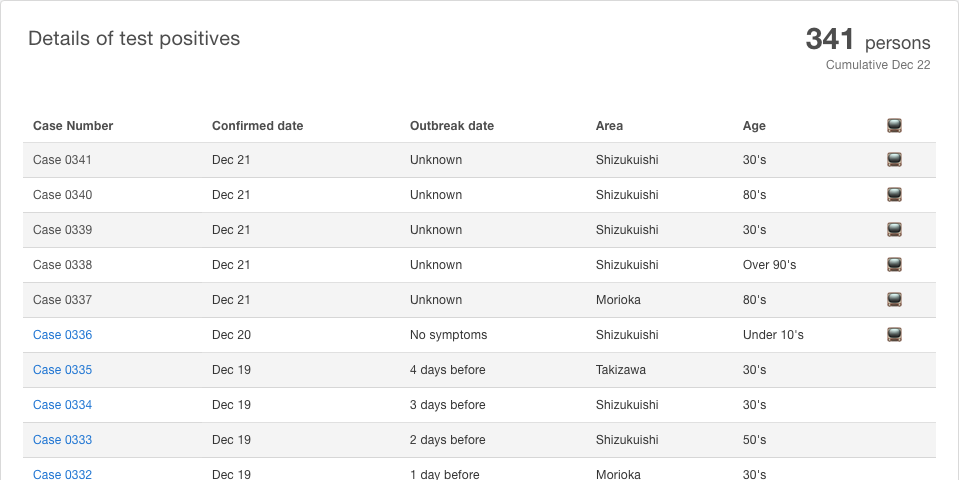 Details of test positives
341 persons
Cumulative Dec 22
Case Number Confirmed date Outbreak date Area Age
Case 0341 Dec 21 Unknown Shizukuishi 30's
Case 0340 Dec 21 Unknown Shizukuishi 80's
Case 0339 Dec 21 Unknown Shizukuishi 30's
Case 0338 Dec 21 Unknown Shizukuishi Over 90's
Case 0337 Dec 21 Unknown Morioka 80's
Case 0336 Dec 20 No symptoms Shizukuishi Under 10's
Case 0335 Dec 19 4 days before Takizawa 30's
Case 0334 Dec 19 3 days before Shizukuishi 30's
Case 0333 Dec 19 2 days before Shizukuishi 50's
Case 0332 Dec 19 1 day before Morioka 30's